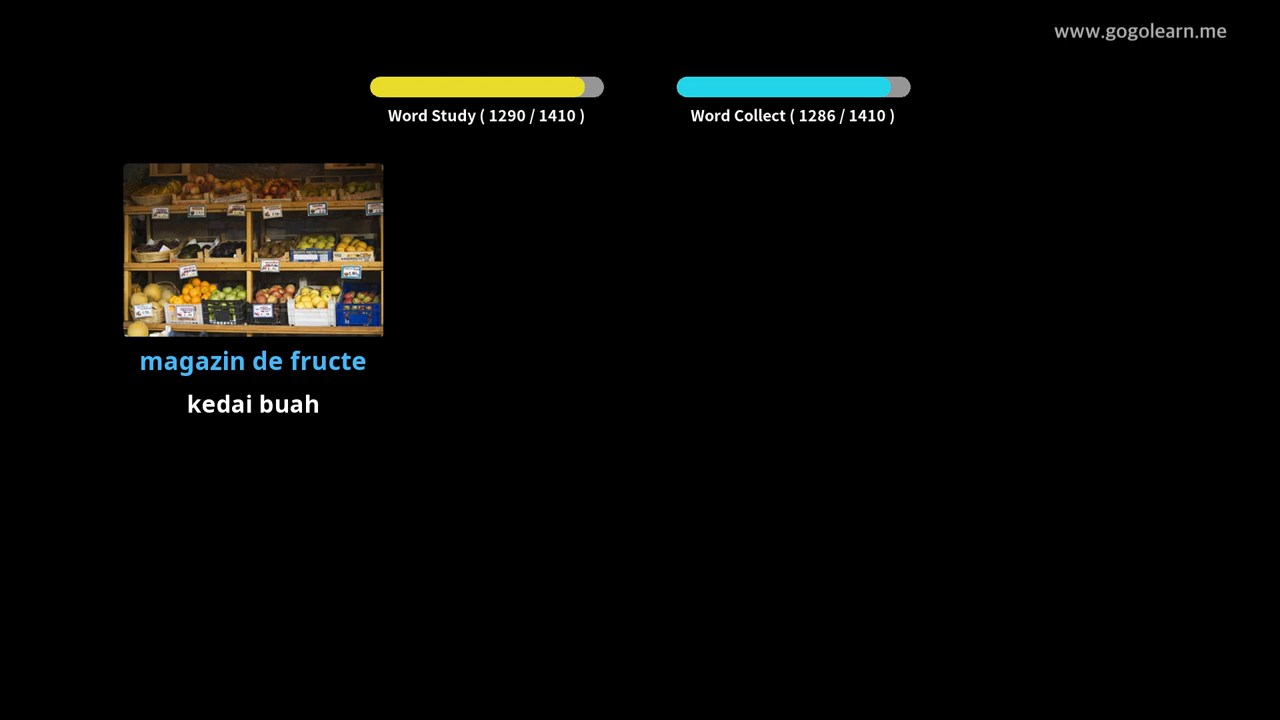 www.gogolearn.me
Word Study ( 1290 / 1410 )
Word Collect ( 1286 / 1410 )
magazin de fructe
kedai buah